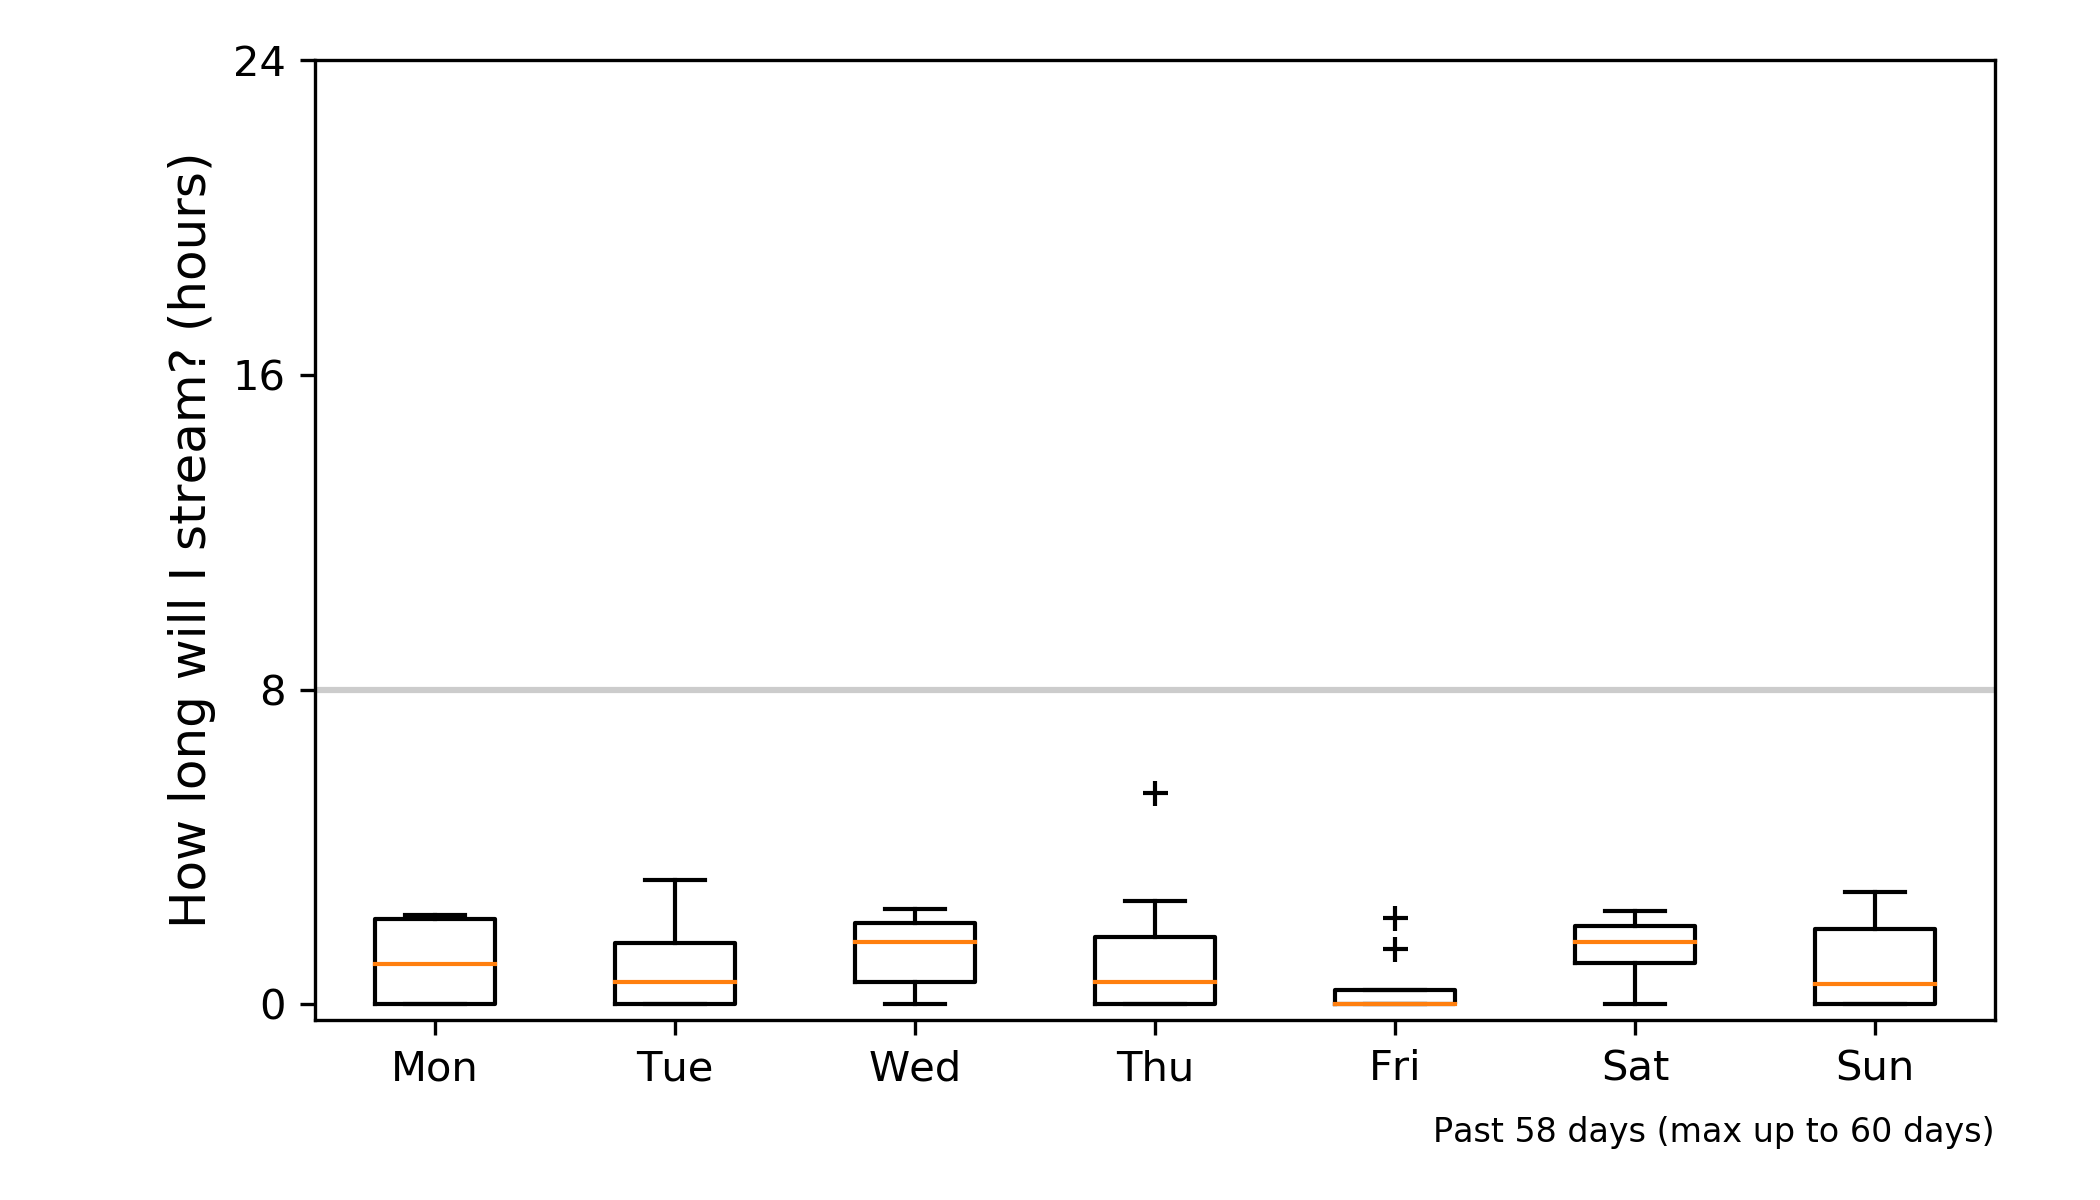 24
16
8
0
How long will I stream? (hours)
Mon Tue Wed Thu Fri Sat Sun
Past 58 days (max up to 60 days)